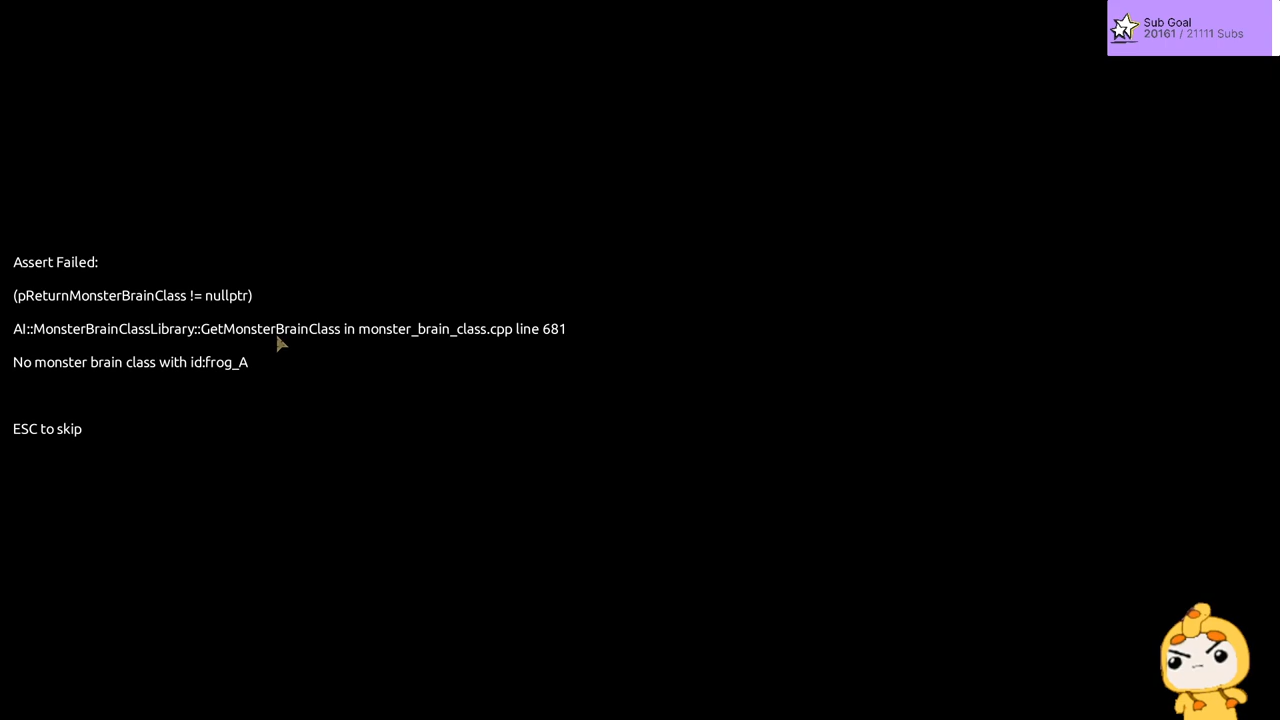 Sub Goal
20161 / 21111 Subs
Assert Failed:
(pReturnMonsterBrainClass != nullptr)
AI::MonsterBrainClassLibrary::GetMonsterBrainClass in monster_brain_class.cpp line 681
No monster brain class with id:frog_A
ESC to skip